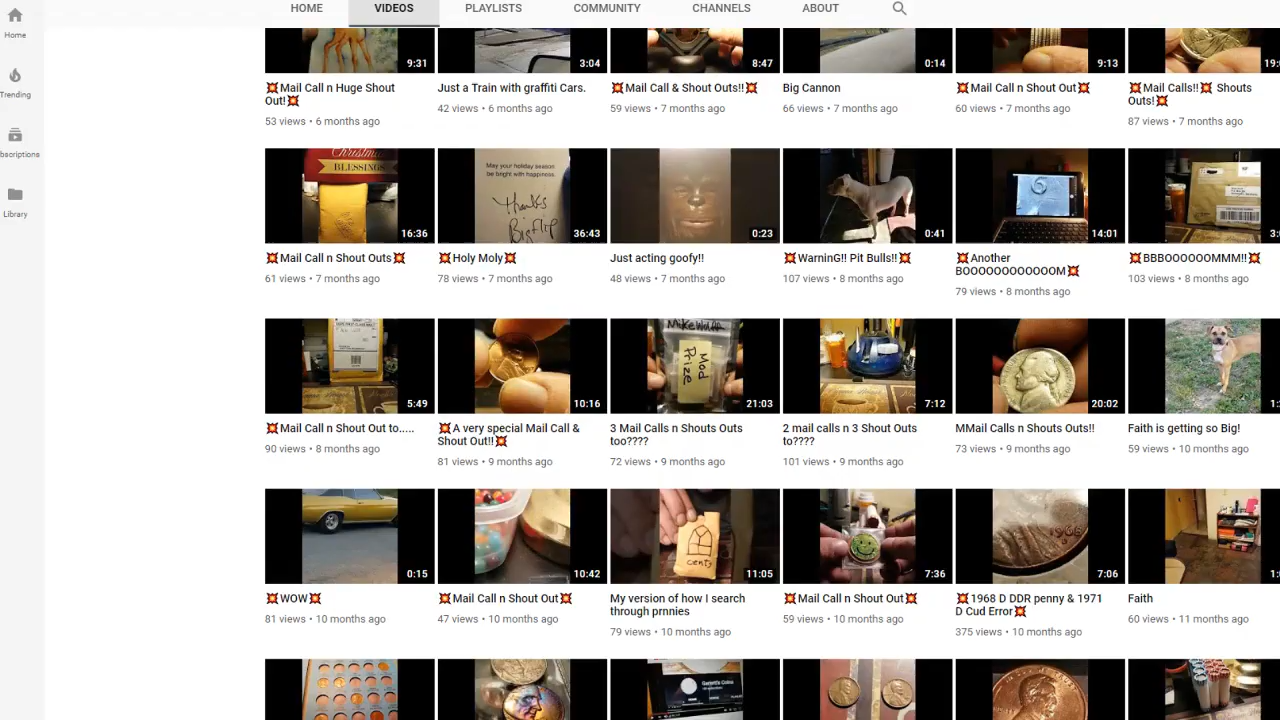 HOME VIDEOS PLAYLISTS COMMUNITY CHANNELS ABOUT
Home
Trending
bscriptions
Library
9:31 3:04 8:47 0:14 9:13 19:
💥Mail Call n Huge Shout
Out!💥
53 views • 6 months ago
Just a Train with graffiti Cars.
42 views • 6 months ago
💥Mail Call & Shout Outs!!💥
59 views • 7 months ago
Big Cannon
66 views • 7 months ago
💥Mail Call n Shout Out💥
60 views • 7 months ago
💥Mail Calls!!💥 Shouts
Outs!💥
87 views • 7 months ago
Christmas
BLESSINGS
16:36
May your holiday season
be bright with happiness.
Thanks
BigFlip
36:43
0:23
0:41
6
14:01
3:
💥Mail Call n Shout Outs💥
61 views • 7 months ago
💥Holy Moly💥
78 views • 7 months ago
Just acting goofy!!
48 views • 7 months ago
💥WarninG!! Pit Bulls!!💥
107 views • 8 months ago
💥Another
BOOOOOOOOOOOOM💥
79 views • 8 months ago
💥BBBOOOOOOMMM!!💥
103 views • 8 months ago
5:49
10:16
Mod
Prize
21:03
7:12
20:02
1:
💥Mail Call n Shout Out to.....
90 views • 8 months ago
💥A very special Mail Call &
Shout Out!!💥
81 views • 9 months ago
3 Mail Calls n Shouts Outs
too????
72 views • 9 months ago
2 mail calls n 3 Shout Outs
to????
101 views • 9 months ago
MMail Calls n Shouts Outs!!
73 views • 9 months ago
Faith is getting so Big!
59 views • 10 months ago
0:15
10:42
cents
11:05
7:36
1968
7:06
1:
💥WOW💥
81 views • 10 months ago
💥Mail Call n Shout Out💥
47 views • 10 months ago
My version of how I search
through prnnies
79 views • 10 months ago
💥Mail Call n Shout Out💥
59 views • 10 months ago
💥1968 D DDR penny & 1971
D Cud Error💥
375 views • 10 months ago
Faith
60 views • 11 months ago